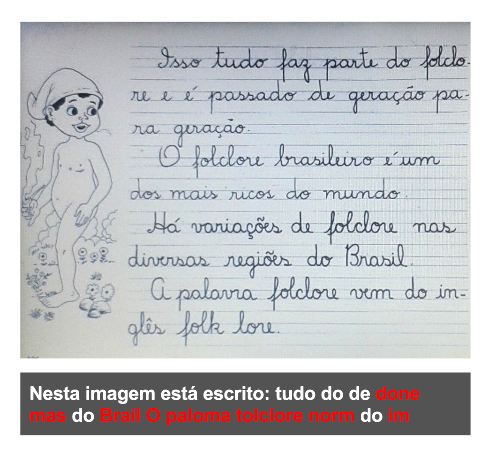 Isso tudo faz parte do folclo-
re e é passado de geração pa-
ra geração.
O folclore brasileiro é um
dos mais ricos do mundo.
Há variações de folclore nas
diversas regiões do Brasil.
A palavra folclore vem do in-
glês folk lore.
Nesta imagem está escrito: tudo do de done
mas do Brall O paloma tolclore norm do im